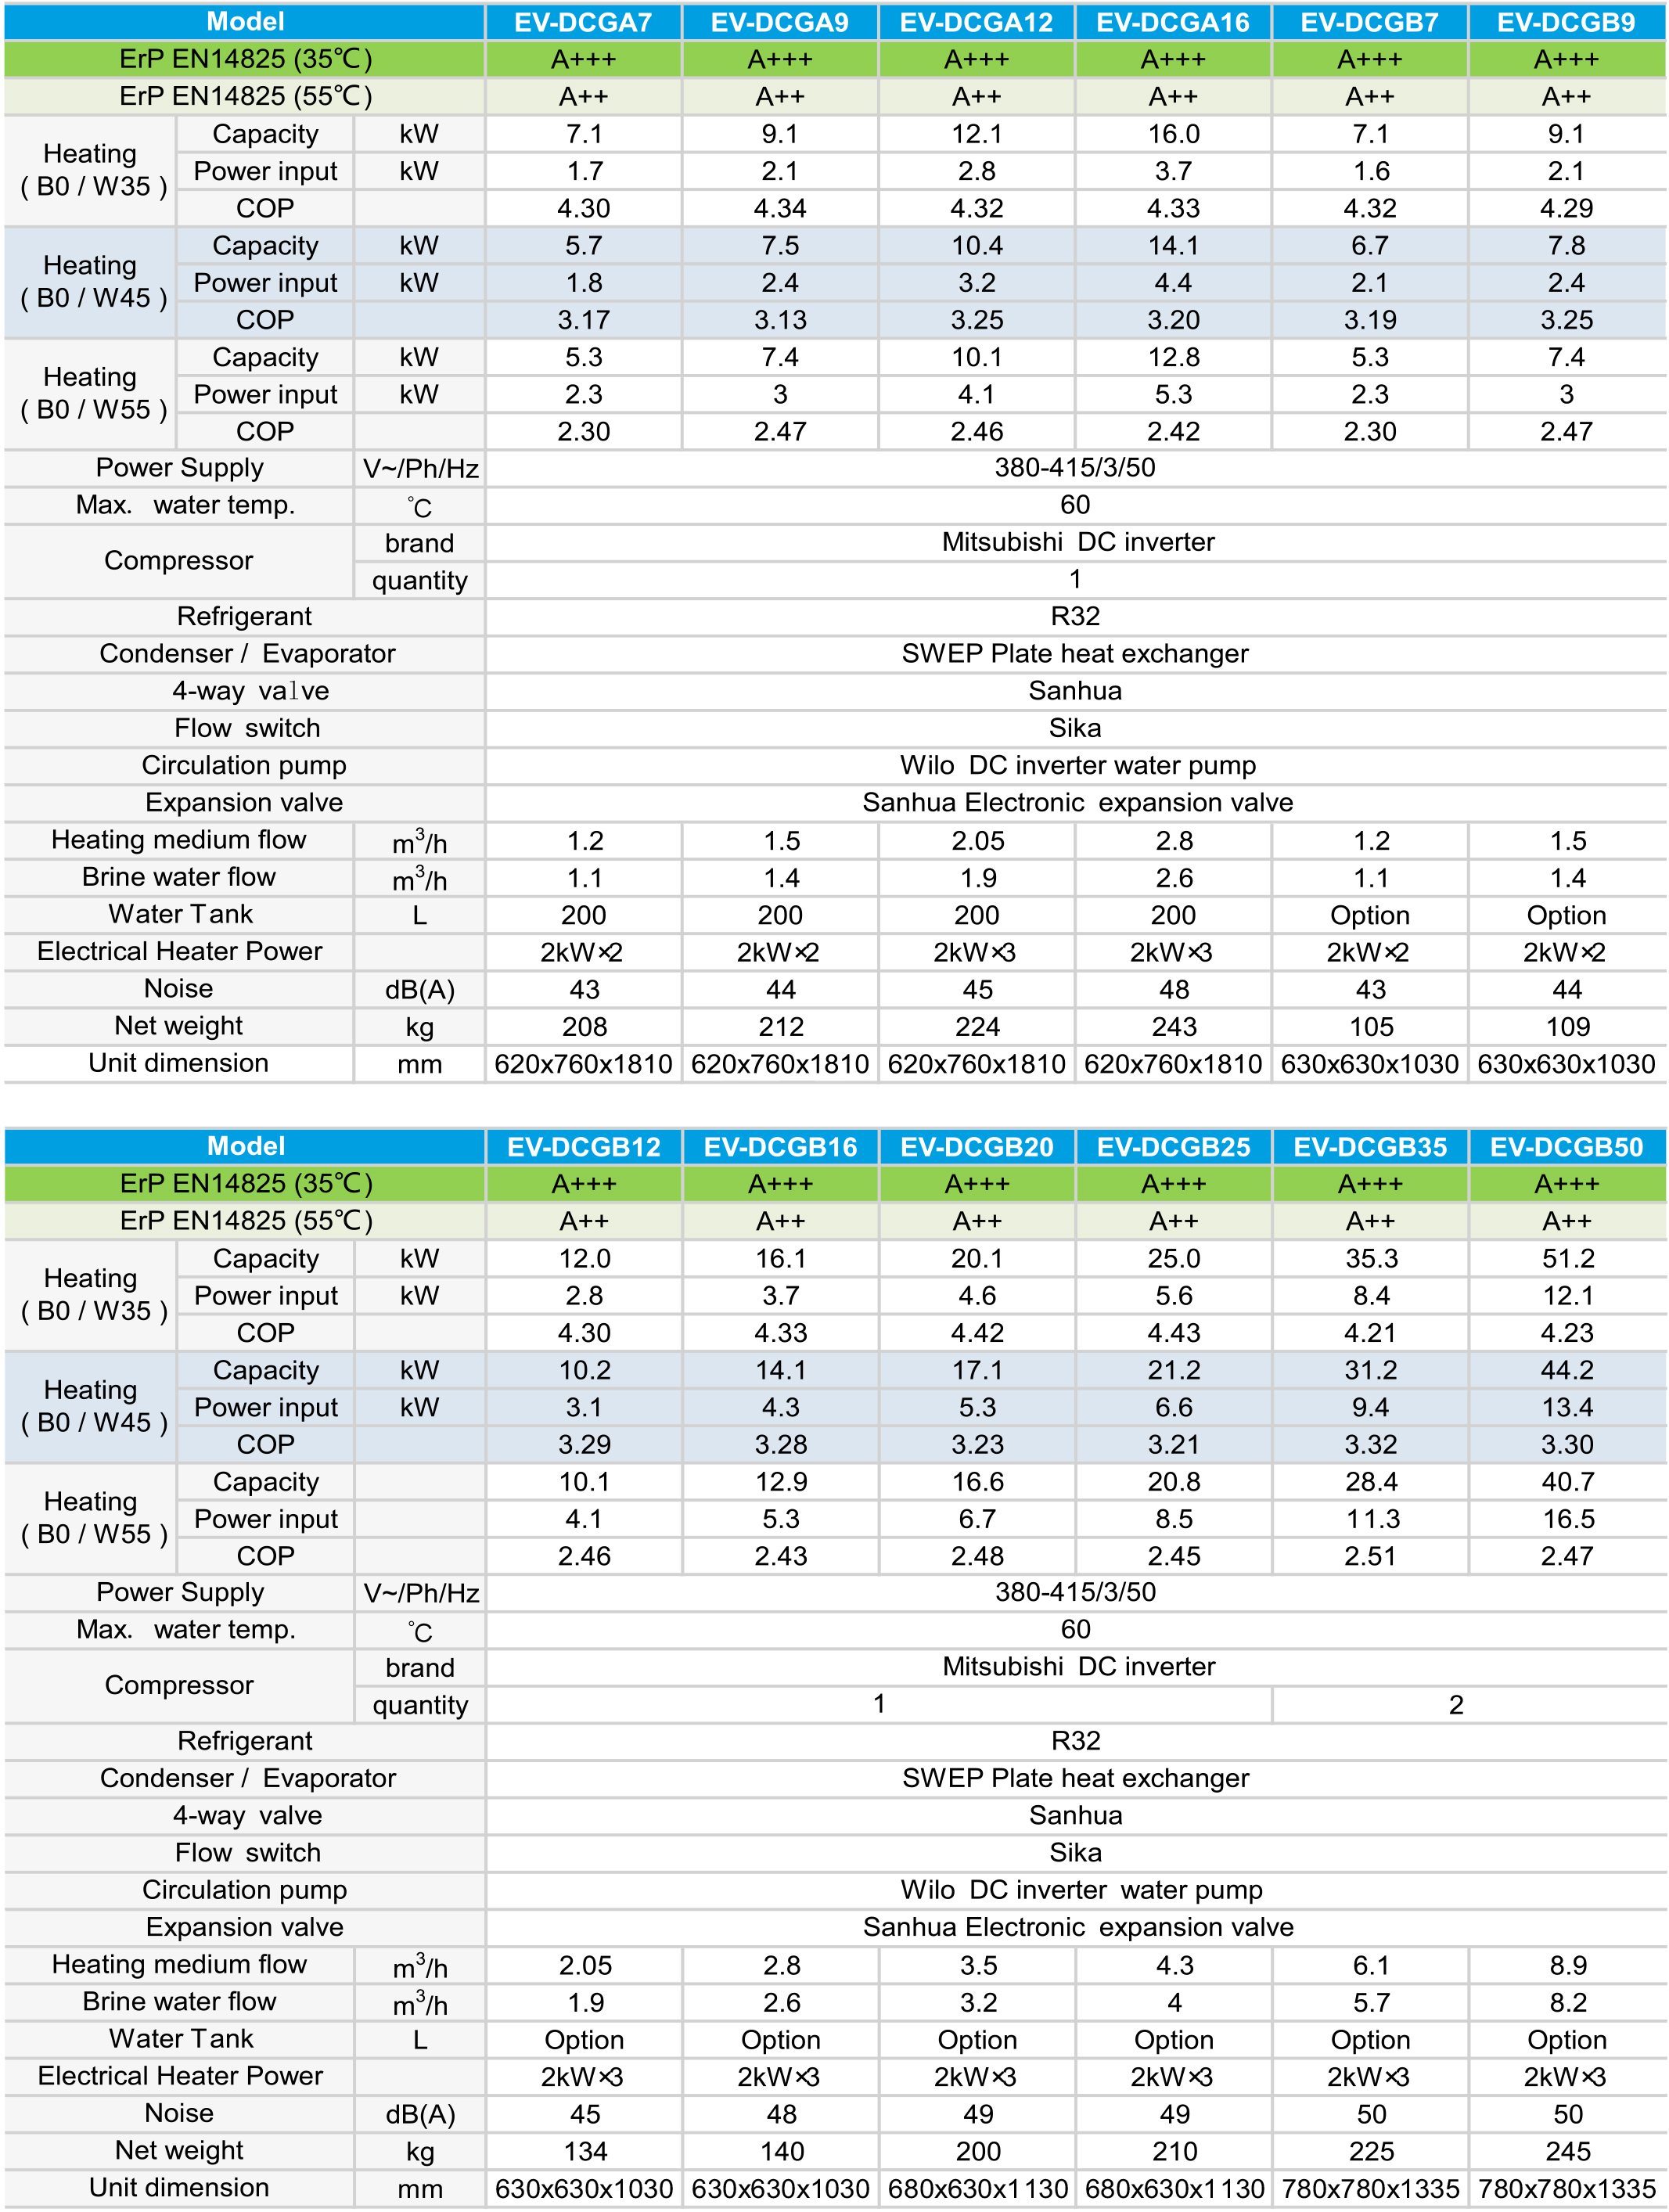 Model EV-DCGA7 EV-DCGA9 EV-DCGA12 EV-DCGA16 EV-DCGB7 EV-DCGB9
ErP EN14825 (35℃) A+++ A+++ A+++ A+++ A+++ A+++
ErP EN14825 (55℃) A++ A++ A++ A++ A++ A++
Heating ( B0 / W35 )
Capacity kW 7.1 9.1 12.1 16.0 7.1 9.1
Power input kW 1.7 2.1 2.8 3.7 1.6 2.1
COP 4.30 4.34 4.32 4.33 4.32 4.29
Heating ( B0 / W45 )
Capacity kW 5.7 7.5 10.4 14.1 6.7 7.8
Power input kW 1.8 2.4 3.2 4.4 2.1 2.4
COP 3.17 3.13 3.25 3.20 3.19 3.25
Heating ( B0 / W55 )
Capacity kW 5.3 7.4 10.1 12.8 5.3 7.4
Power input kW 2.3 3 4.1 5.3 2.3 3
COP 2.30 2.47 2.46 2.42 2.30 2.47
Power Supply V~/Ph/Hz 380-415/3/50
Max. water temp. ℃ 60
Compressor
brand Mitsubishi DC inverter
quantity 1
Refrigerant R32
Condenser / Evaporator SWEP Plate heat exchanger
4-way valve Sanhua
Flow switch Sika
Circulation pump Wilo DC inverter water pump
Expansion valve Sanhua Electronic expansion valve
Heating medium flow m³/h 1.2 1.5 2.05 2.8 1.2 1.5
Brine water flow m³/h 1.1 1.4 1.9 2.6 1.1 1.4
Water Tank L 200 200 200 200 Option Option
Electrical Heater Power 2kW×2 2kW×2 2kW×3 2kW×3 2kW×2 2kW×2
Noise dB(A) 43 44 45 48 43 44
Net weight kg 208 212 224 243 105 109
Unit dimension mm 620x760x1810 620x760x1810 620x760x1810 620x760x1810 630x630x1030 630x630x1030
Model EV-DCGB12 EV-DCGB16 EV-DCGB20 EV-DCGB25 EV-DCGB35 EV-DCGB50
ErP EN14825 (35℃) A+++ A+++ A+++ A+++ A+++ A+++
ErP EN14825 (55℃) A++ A++ A++ A++ A++ A++
Heating ( B0 / W35 )
Capacity kW 12.0 16.1 20.1 25.0 35.3 51.2
Power input kW 2.8 3.7 4.6 5.6 8.4 12.1
COP 4.30 4.33 4.42 4.43 4.21 4.23
Heating ( B0 / W45 )
Capacity kW 10.2 14.1 17.1 21.2 31.2 44.2
Power input kW 3.1 4.3 5.3 6.6 9.4 13.4
COP 3.29 3.28 3.23 3.21 3.32 3.30
Heating ( B0 / W55 )
Capacity 10.1 12.9 16.6 20.8 28.4 40.7
Power input 4.1 5.3 6.7 8.5 11.3 16.5
COP 2.46 2.43 2.48 2.45 2.51 2.47
Power Supply V~/Ph/Hz 380-415/3/50
Max. water temp. ℃ 60
Compressor
brand Mitsubishi DC inverter
quantity 1 2
Refrigerant R32
Condenser / Evaporator SWEP Plate heat exchanger
4-way valve Sanhua
Flow switch Sika
Circulation pump Wilo DC inverter water pump
Expansion valve Sanhua Electronic expansion valve
Heating medium flow m³/h 2.05 2.8 3.5 4.3 6.1 8.9
Brine water flow m³/h 1.9 2.6 3.2 4 5.7 8.2
Water Tank L Option Option Option Option Option Option
Electrical Heater Power 2kW×3 2kW×3 2kW×3 2kW×3 2kW×3 2kW×3
Noise dB(A) 45 48 49 49 50 50
Net weight kg 134 140 200 210 225 245
Unit dimension mm 630x630x1030 630x630x1030 680x630x1130 680x630x1130 780x780x1335 780x780x1335